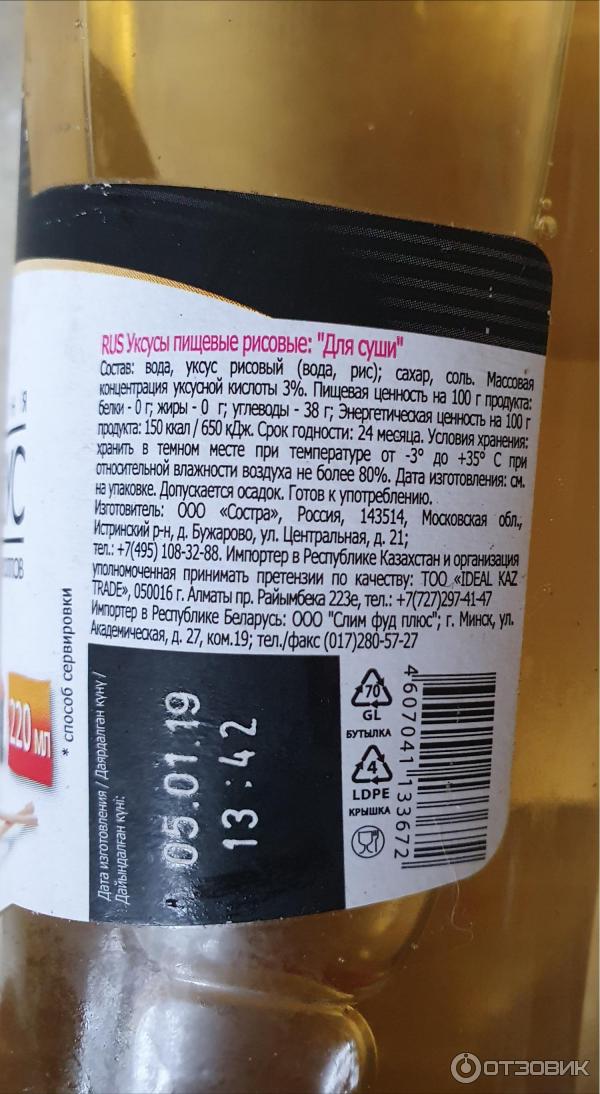 RUS Уксусы пищевые рисовые: "Для суши"
Состав: вода, уксус рисовый (вода, рис); сахар, соль. Массовая
концентрация уксусной кислоты 3%. Пищевая ценность на 100 г продукта:
белки - 0 г; жиры - 0 г; углеводы - 38 г; Энергетическая ценность на 100 г
продукта: 150 ккал / 650 кДж. Срок годности: 24 месяца. Условия хранения:
хранить в темном месте при температуре от -3° до +35° С при
относительной влажности воздуха не более 80%. Дата изготовления: см.
на упаковке. Допускается осадок. Готов к употреблению.
Изготовитель: ООО «Состра», Россия, 143514, Московская обл.,
Истринский р-н, д. Бужарово, ул. Центральная, д. 21;
тел.: +7(495) 108-32-88. Импортер в Республике Казахстан и организация
уполномоченная принимать претензии по качеству: ТОО «IDEAL KAZ
TRADE», 050016 г. Алматы пр. Райымбека 223е, тел.: +7(727)297-41-47
Импортер в Республике Беларусь: ООО "Слим фуд плюс"; г. Минск, ул.
Академическая, д. 27, ком.19; тел./факс (017)280-57-27
* способ сервировки
220 мл
Дата изготовления / Даярдалган күнү /
Дайындалған күні:
05.01.19
13:42
70
GL
БУТЫЛКА
4
LDPE
КРЫШКА
4607041133672
ОТЗОВИК